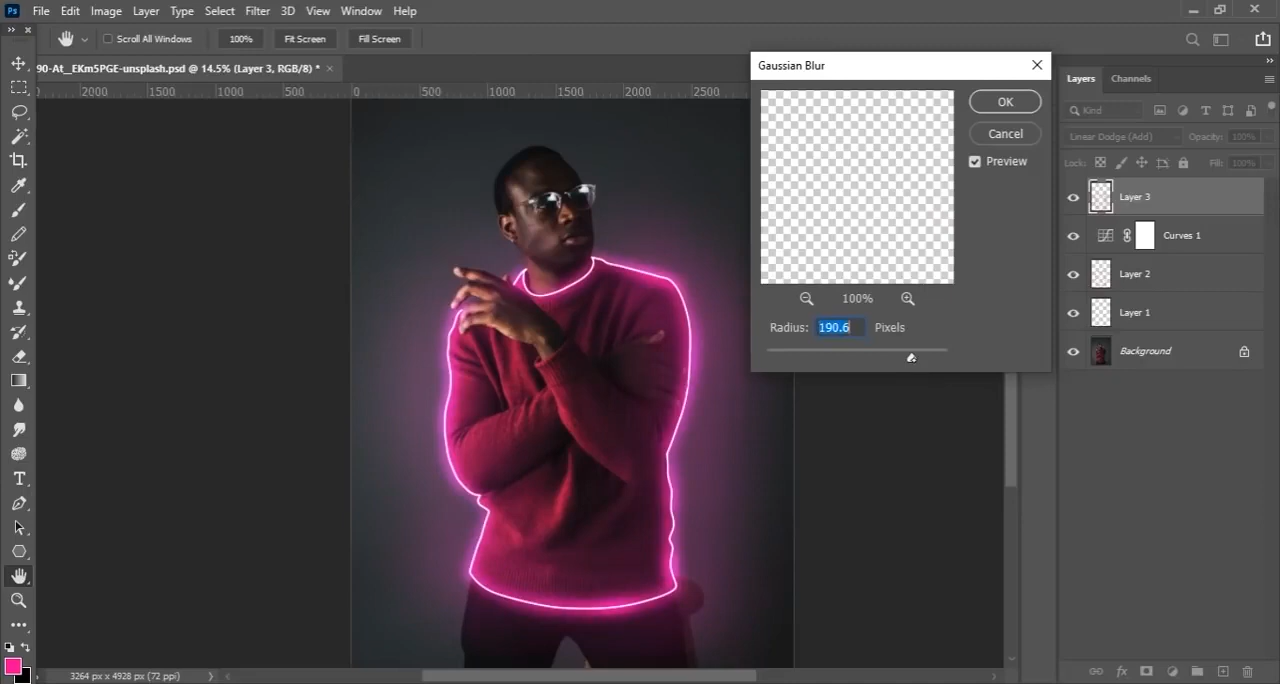 Ps File Edit Image Layer Type Select Filter 3D View Window Help
Scroll All Windows 100% Fit Screen Fill Screen
90-At__EKm5PGE-unsplash.psd @ 14.5% (Layer 3, RGB/8) * ×
2000 1500 1000 500 0 500 1000 1500 2000 2500
Gaussian Blur
OK
Cancel
Preview
100%
Radius: 190.6 Pixels
Layers Channels
Kind
Linear Dodge (Add) Opacity: 100%
Lock: Fill: 100%
Layer 3
Curves 1
Layer 2
Layer 1
Background
3264 px x 4928 px (72 ppi)